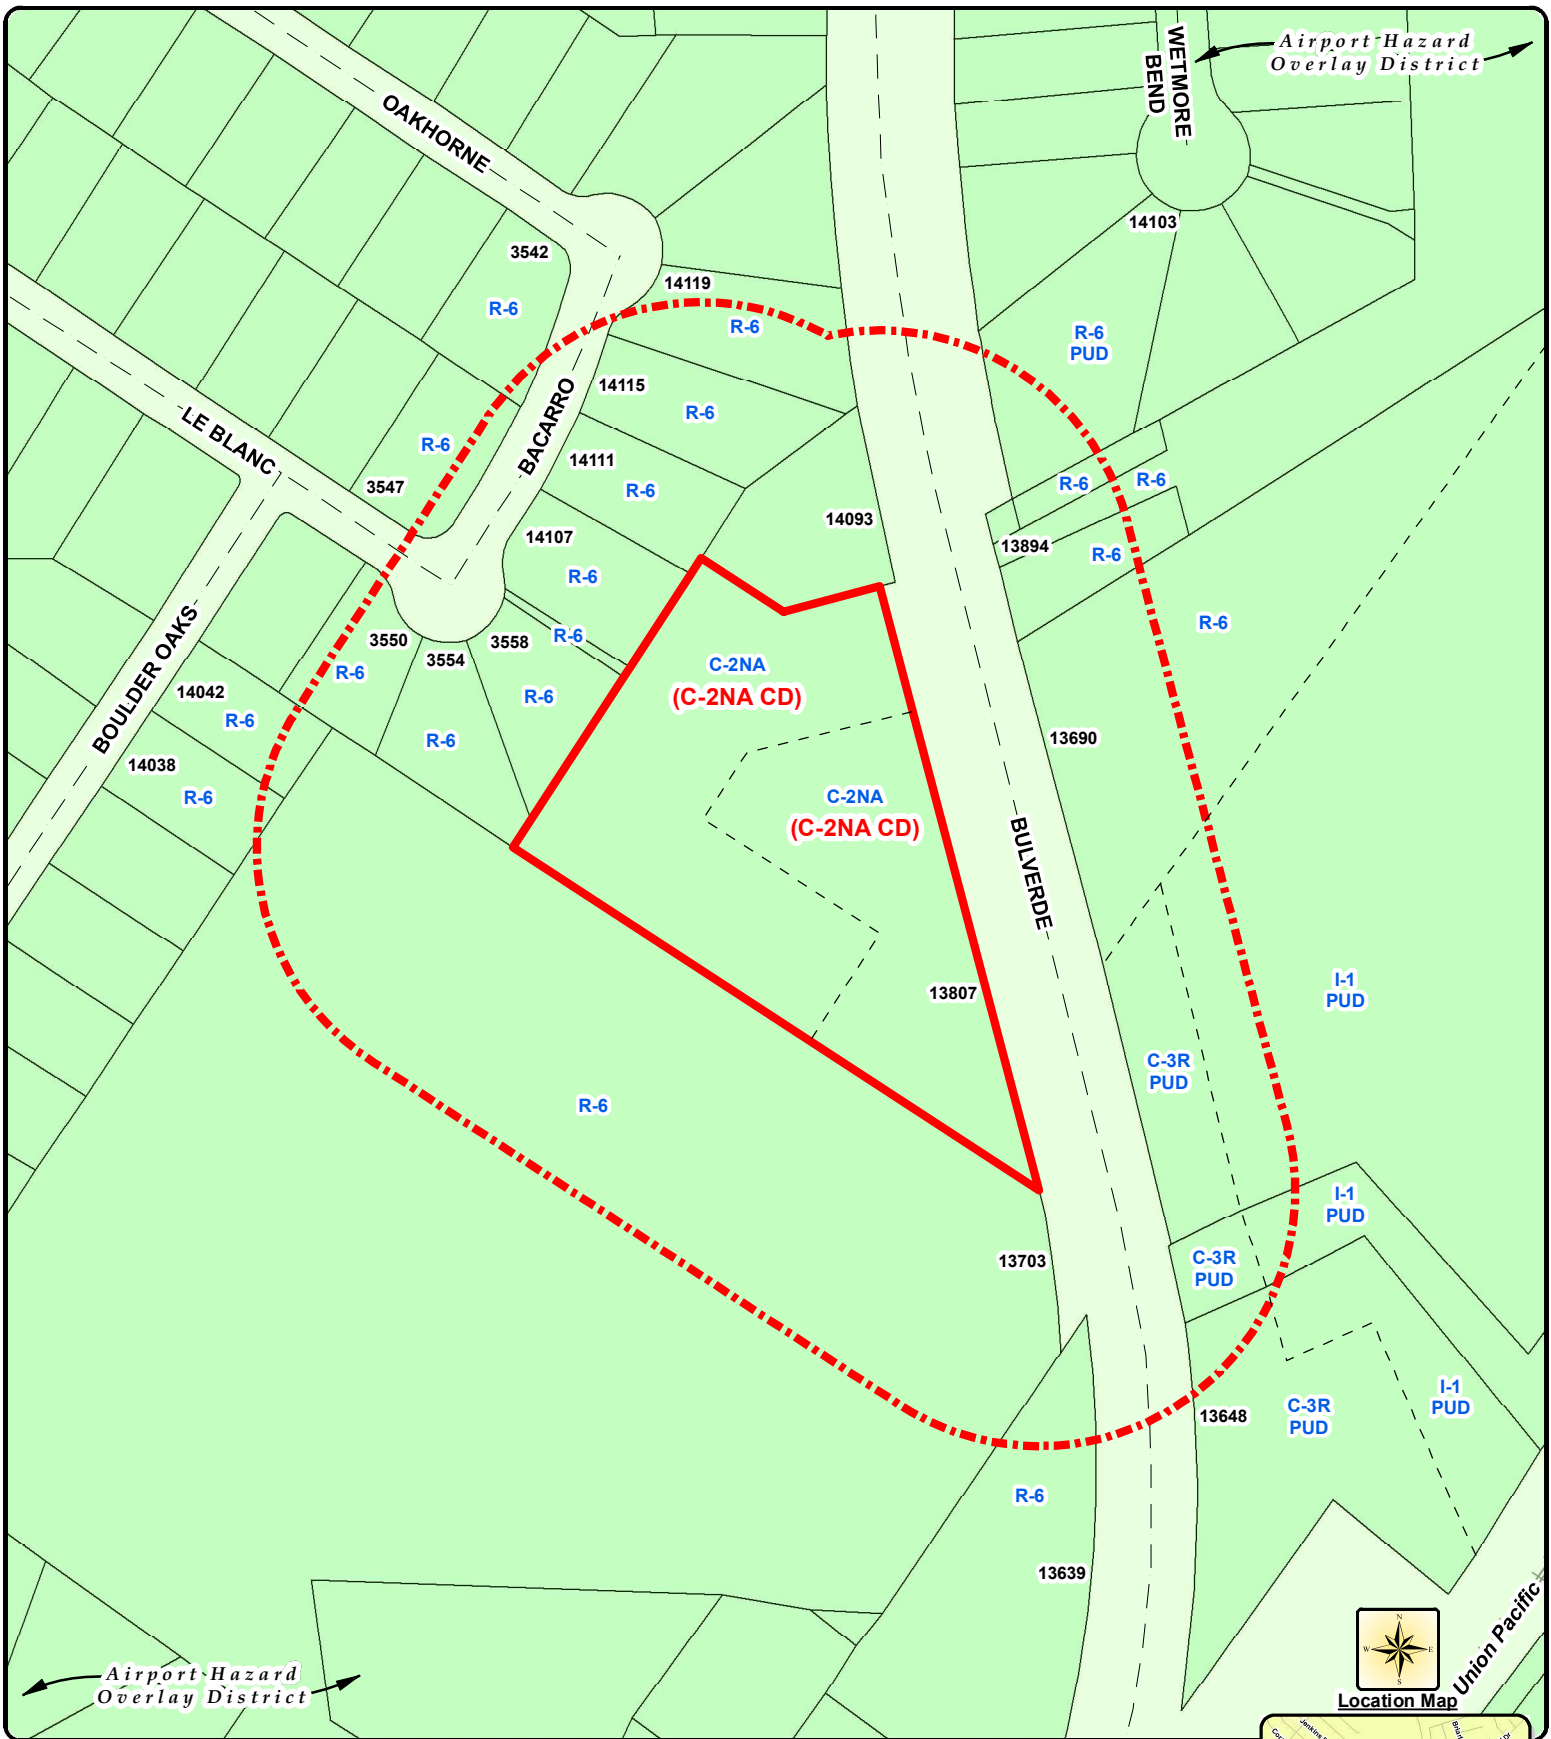 Airport Hazard
Overlay District
WETMORE
BEND
OAKHORNE
14103
3542
14119
R-6
R-6
R-6
PUD
14115
R-6
BACARRO
LE BLANC
R-6
14111
R-6
3547
R-6
R-6
14093
14107
13894
R-6
R-6
R-6
R-6
3550
3558
3554
R-6
C-2NA
(C-2NA CD)
BOULDER OAKS
14042
R-6
R-6
R-6
13690
14038
R-6
C-2NA
(C-2NA CD)
BULVERDE
13807
I-1
PUD
C-3R
PUD
R-6
I-1
PUD
13703
C-3R
PUD
I-1
PUD
13648
C-3R
PUD
R-6
13639
N
W
E
S
Union Pacific
Airport Hazard
Overlay District
Location Map